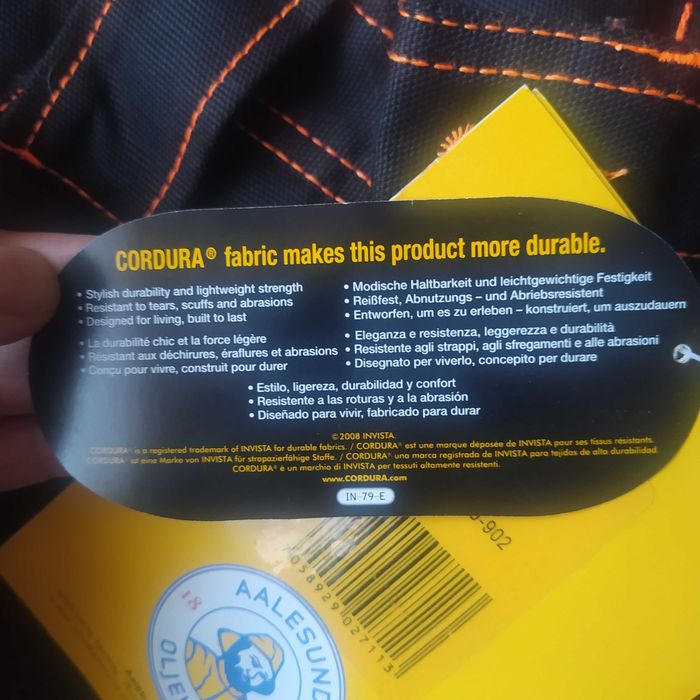 CORDURA® fabric makes this product more durable.
• Stylish durability and lightweight strength
• Resistant to tears, scuffs and abrasions
• Designed for living, built to last
• La durabilité chic et la force légère
• Résistant aux déchirures, éraflures et abrasions
• Conçu pour vivre, construit pour durer
• Modische Haltbarkeit und leichtgewichtige Festigkeit
• Reißfest, Abnutzungs – und Abriebsresistent
• Entworfen, um es zu erleben – konstruiert, um auszudauern
• Eleganza e resistenza, leggerezza e durabilità
• Resistente agli strappi, agli sfregamenti e alle abrasioni
• Disegnato per viverlo, concepito per durare
• Estilo, ligereza, durabilidad y confort
• Resistente a las roturas y a la abrasión
• Diseñado para vivir, fabricado para durar
©2008 INVISTA.
CORDURA® is a registered trademark of INVISTA for durable fabrics. / CORDURA® est une marque déposée de INVISTA pour ses tissus résistants.
CORDURA® ist eine Marke von INVISTA für strapazierfähige Stoffe. / CORDURA® una marca registrada de INVISTA para tejidos de alta durabilidad.
CORDURA® è un marchio di INVISTA per tessuti altamente resistenti.
www.CORDURA.com
IN-79-E
-902
7058929027113
18
AALESUND
OLJE